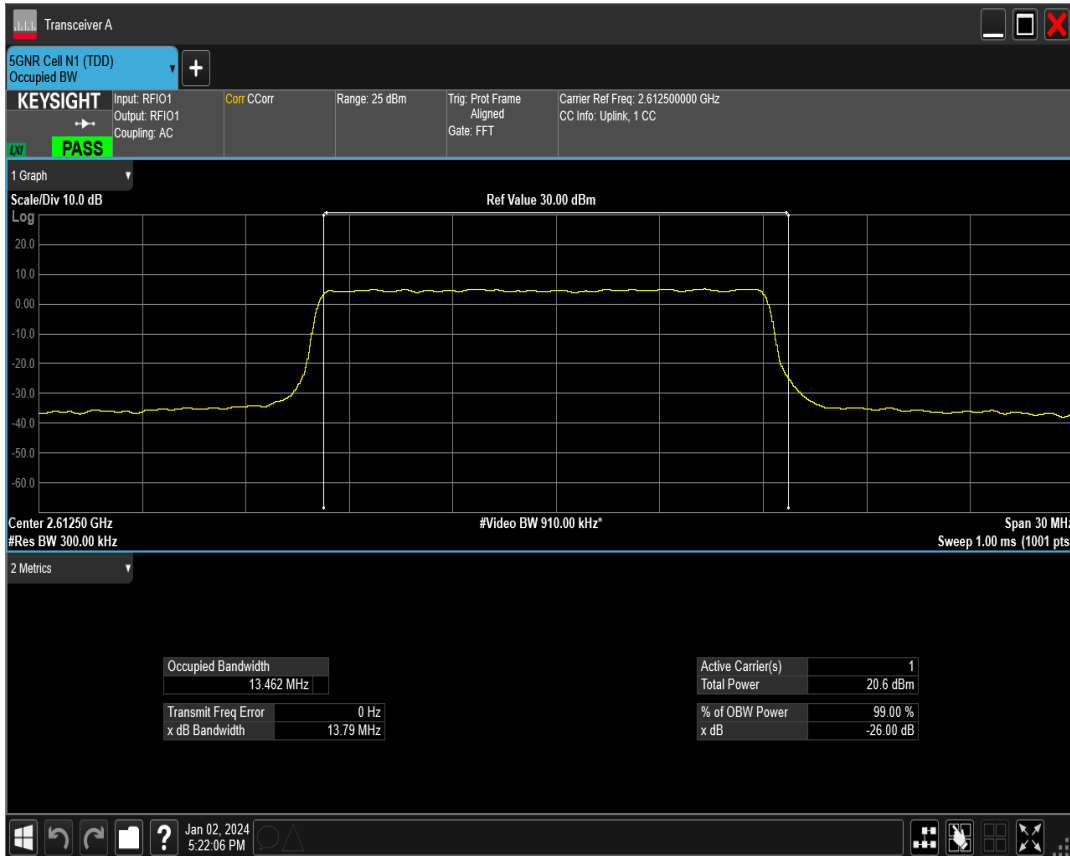 Transceiver A
5GNR Cell N1 (TDD)
Occupied BW
+
KEYSIGHT
LXI
PASS
Input: RFIO1
Output: RFIO1
Coupling: AC
Corr CCorr
Range: 25 dBm
Trig: Prot Frame
Aligned
Gate: FFT
Carrier Ref Freq: 2.612500000 GHz
CC Info: Uplink, 1 CC
1 Graph
Scale/Div 10.0 dB
Ref Value 30.00 dBm
Log
20.0
10.0
0.00
-10.0
-20.0
-30.0
-40.0
-50.0
-60.0
Center 2.61250 GHz
#Video BW 910.00 kHz*
Span 30 MHz
#Res BW 300.00 kHz
Sweep 1.00 ms (1001 pts
2 Metrics
Occupied Bandwidth
13.462 MHz
Transmit Freq Error 0 Hz
x dB Bandwidth 13.79 MHz
Active Carrier(s) 1
Total Power 20.6 dBm
% of OBW Power 99.00 %
x dB -26.00 dB
?
Jan 02, 2024
5:22:06 PM